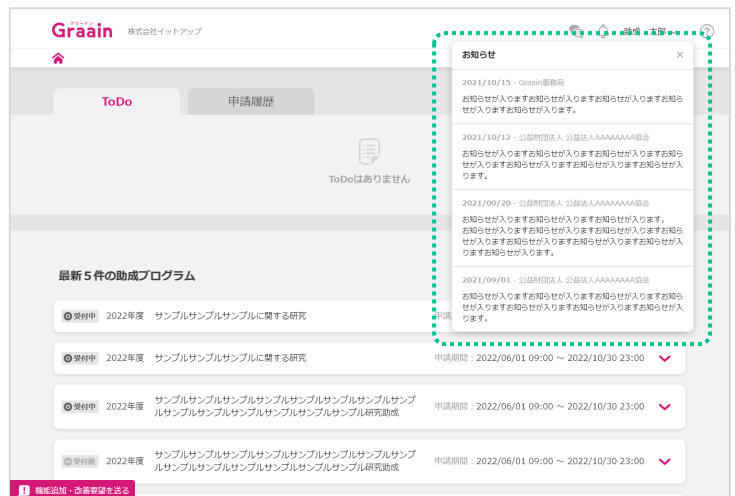 グラーイン
Graain 株式会社イットアップ
ToDo 申請履歴
ToDoはありません
お知らせ ×
2021/10/15 - Graain事務局
お知らせが入りますお知らせが入りますお知らせが入りますお知ら
せが入りますお知らせが入ります。
2021/10/12 - 公益財団法人 公益法人AAAAAAAA協会
お知らせが入りますお知らせが入りますお知らせが入りますお知ら
せが入りますお知らせが入りますお知らせが入りますお知らせが入
ります。
2021/09/20 - 公益財団法人 公益法人AAAAAAAA協会
お知らせが入りますお知らせが入りますお知らせが入ります。
お知らせが入りますお知らせが入りますお知らせが入りますお知ら
せが入りますお知らせが入りますお知らせが入りますお知らせが入
りますお知らせが入ります。
2021/09/01 - 公益財団法人 公益法人AAAAAAAA協会
お知らせが入りますお知らせが入りますお知らせが入りますお知ら
せが入りますお知らせが入りますお知らせが入りますお知らせが入
ります。
最新5件の助成プログラム
受付中 2022年度 サンプルサンプルサンプルに関する研究 申請
受付中 2022年度 サンプルサンプルサンプルに関する研究 申請期間：2022/06/01 09:00 ～ 2022/10/30 23:00
受付中 2022年度 サンプルサンプルサンプルサンプルサンプルサンプルサンプルサンプ
ルサンプルサンプルサンプルサンプルサンプルサンプル研究助成 申請期間：2022/06/01 09:00 ～ 2022/10/30 23:00
受付前 2022年度 サンプルサンプルサンプルサンプルサンプルサンプルサンプルサンプ
ルサンプルサンプルサンプルサンプルサンプルサンプル研究助成 申請期間：2022/06/01 09:00 ～ 2022/10/30 23:00
機能追加・改善要望を送る